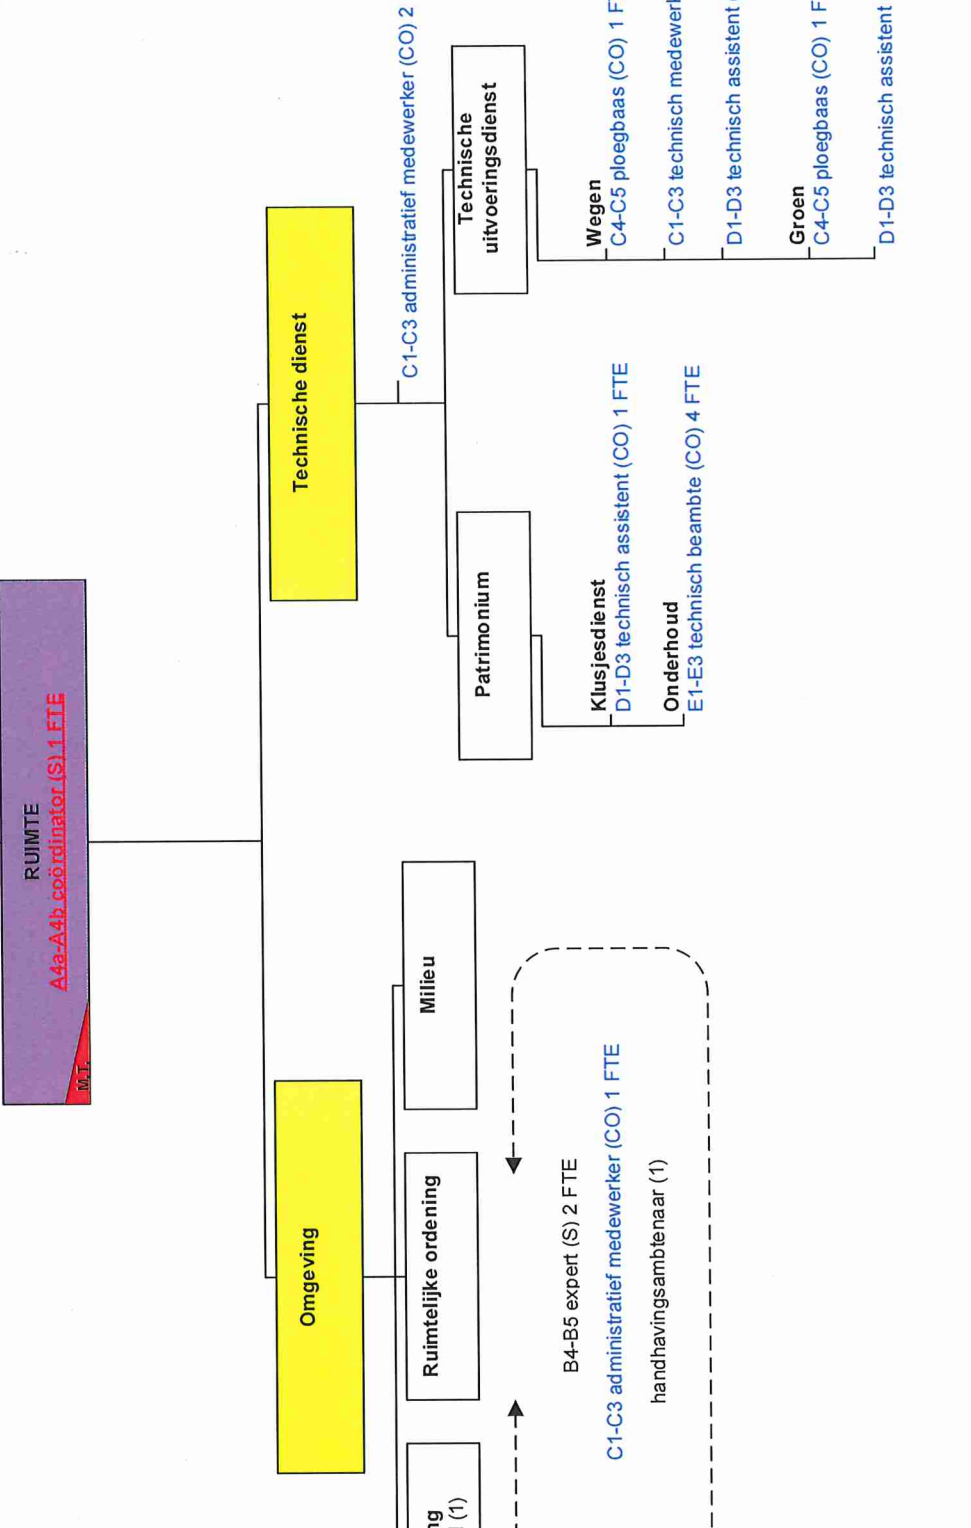 RUIMTE
A4a-A4b coördinator (S) 1 FTE
M.T.
Omgeving
Technische dienst
C1-C3 administratief medewerker (CO) 2
(1)
Ruimtelijke ordening
Milieu
Patrimonium
Technische
uitvoeringsdienst
B4-B5 expert (S) 2 FTE
C1-C3 administratief medewerker (CO) 1 FTE
handhavingsambtenaar (1)
Klusjesdienst
D1-D3 technisch assistent (CO) 1 FTE
Onderhoud
E1-E3 technisch beambte (CO) 4 FTE
Wegen
C4-C5 ploegbaas (CO) 1 F
C1-C3 technisch medewer
D1-D3 technisch assistent
Groen
C4-C5 ploegbaas (CO) 1 F
D1-D3 technisch assistent